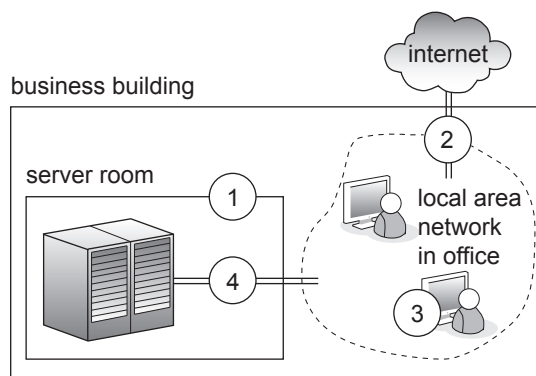 internet
business building
2
server room
1
local area
network
in office
4
3